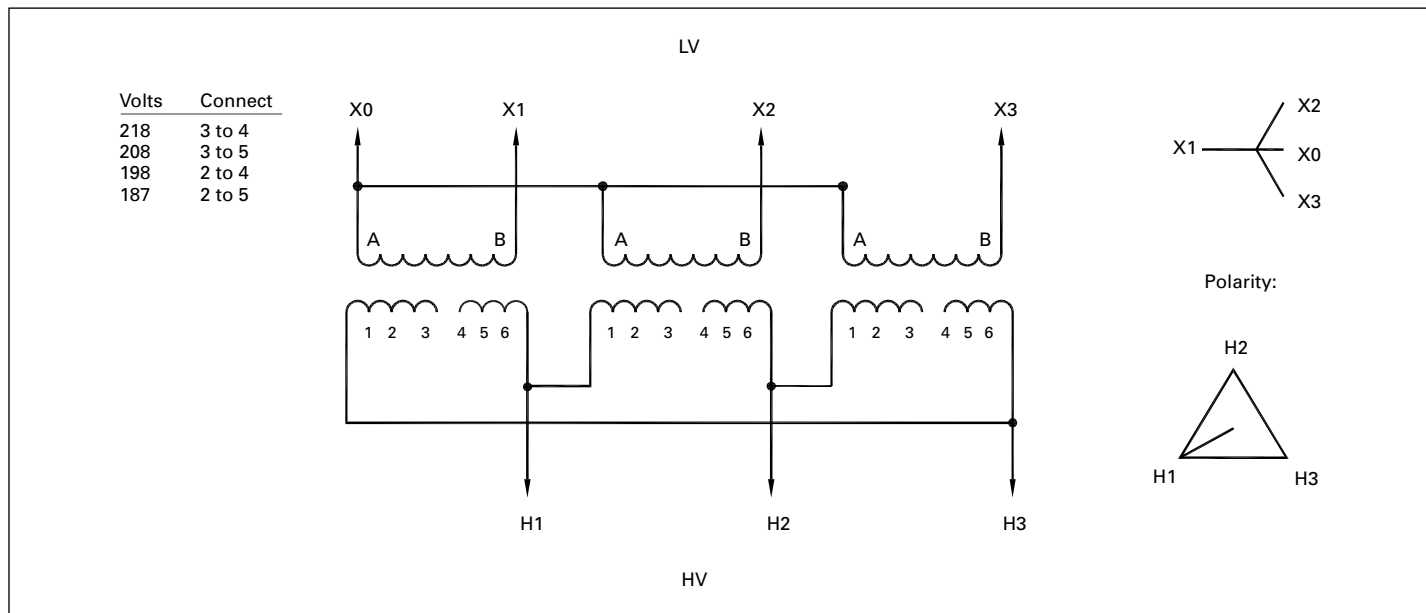 LV
Volts Connect
218 3 to 4
208 3 to 5
198 2 to 4
187 2 to 5
X0 X1 X2 X3
A B A B A B
1 2 3 4 5 6 1 2 3 4 5 6 1 2 3 4 5 6
H1 H2 H3
HV
X2
X1 X0
X3
Polarity:
H2
H1 H3